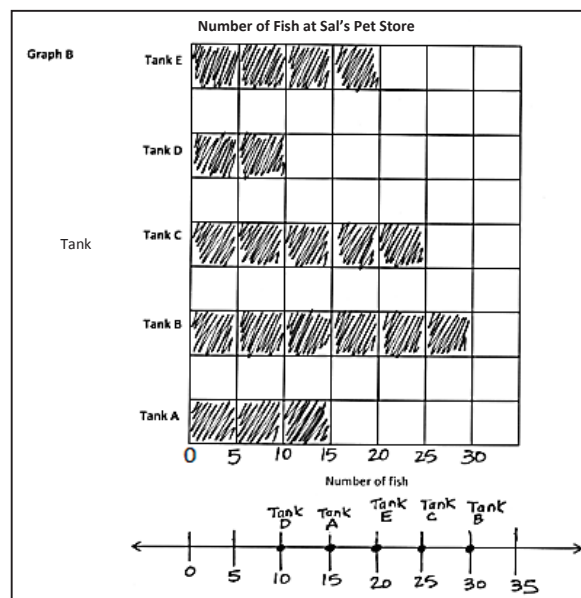 Number of Fish at Sal's Pet Store
Graph B
Tank E
Tank D
Tank
Tank C
Tank B
Tank A
0 5 10 15 20 25 30
Number of fish
Tank D Tank A Tank E Tank C Tank B
0 5 10 15 20 25 30 35